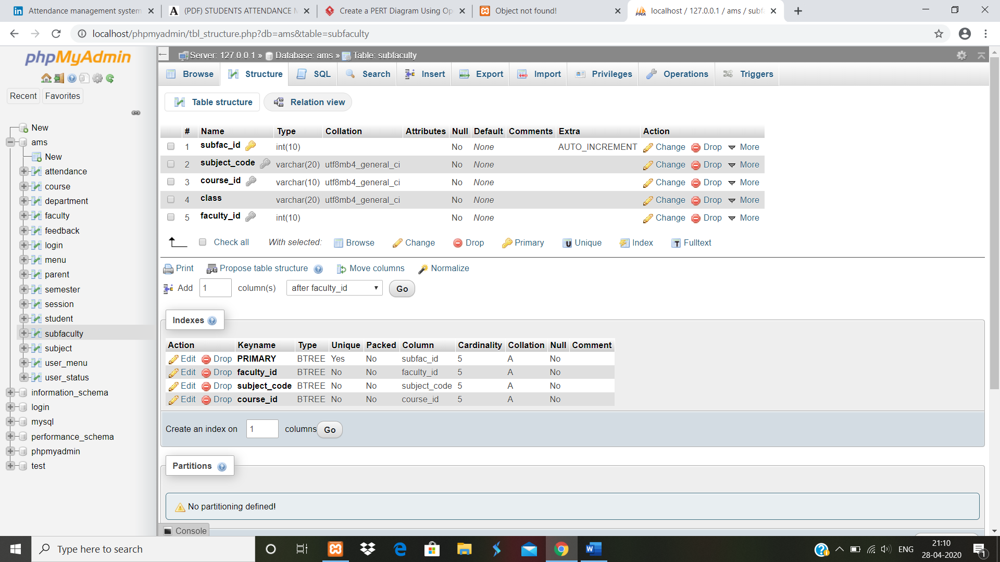 Attendance management system
(PDF) STUDENTS ATTENDANCE M
Create a PERT Diagram Using Op
Object not found!
localhost / 127.0.0.1 / ams / subfa
localhost/phpmyadmin/tbl_structure.php?db=ams&table=subfaculty
phpMyAdmin
Recent Favorites
New
ams
New
attendance
course
department
faculty
feedback
login
menu
parent
semester
session
student
subfaculty
subject
user_menu
user_status
information_schema
login
mysql
performance_schema
phpmyadmin
test
Server: 127.0.0.1 » Database: ams » Table: subfaculty
Browse Structure SQL Search Insert Export Import Privileges Operations Triggers
Table structure Relation view
# Name Type Collation Attributes Null Default Comments Extra Action
1 subfac_id int(10) No None AUTO_INCREMENT Change Drop More
2 subject_code varchar(20) utf8mb4_general_ci No None Change Drop More
3 course_id varchar(10) utf8mb4_general_ci No None Change Drop More
4 class varchar(20) utf8mb4_general_ci No None Change Drop More
5 faculty_id int(10) No None Change Drop More
Check all With selected: Browse Change Drop Primary Unique Index Fulltext
Print Propose table structure Move columns Normalize
Add 1 column(s) after faculty_id Go
Indexes
Action Keyname Type Unique Packed Column Cardinality Collation Null Comment
Edit Drop PRIMARY BTREE Yes No subfac_id 5 A No
Edit Drop faculty_id BTREE No No faculty_id 5 A No
Edit Drop subject_code BTREE No No subject_code 5 A No
Edit Drop course_id BTREE No No course_id 5 A No
Create an index on 1 columns Go
Partitions
No partitioning defined!
Console
Type here to search
ENG
21:10
28-04-2020
1